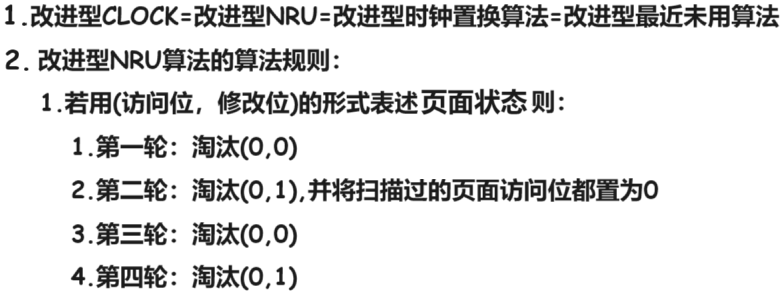 1.改进型CLOCK=改进型NRU=改进型时钟置换算法=改进型最近未用算法
2. 改进型NRU算法的算法规则：
1.若用(访问位，修改位)的形式表述页面状态则：
1.第一轮：淘汰(0,0)
2.第二轮：淘汰(0,1),并将扫描过的页面访问位都置为0
3.第三轮：淘汰(0,0)
4.第四轮：淘汰(0,1)